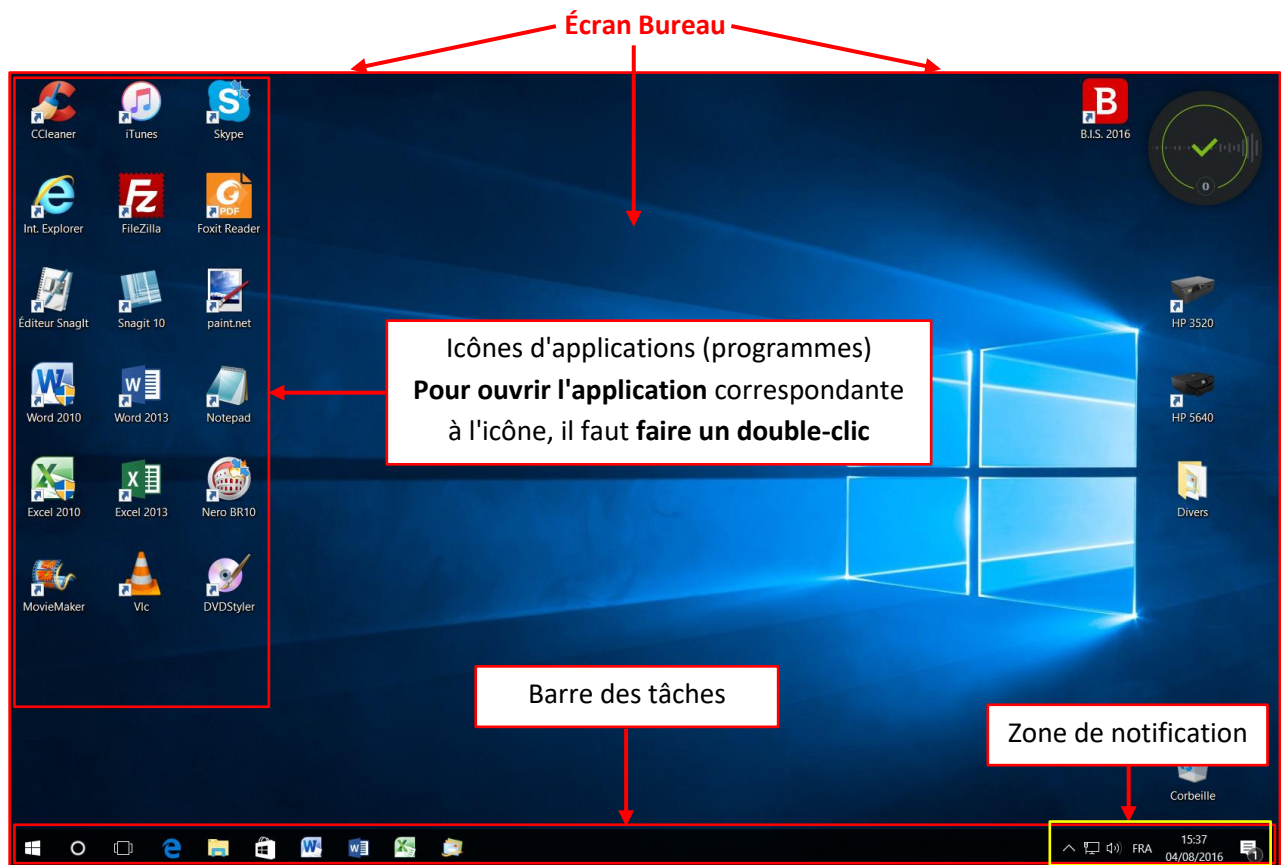 Écran Bureau
CCleaner
iTunes
Skype
B
B.I.S. 2016
0
Int. Explorer
FileZilla
Foxit Reader
PDF
Éditeur SnagIt
Snagit 10
paint.net
HP 3520
Icônes d'applications (programmes)
Pour ouvrir l'application correspondante
à l'icône, il faut faire un double-clic
Word 2010
Word 2013
Notepad
HP 5640
Excel 2010
Excel 2013
Nero BR10
Divers
MovieMaker
Vlc
DVDStyler
Barre des tâches
Zone de notification
Corbeille
FRA
15:37
04/08/2016
1